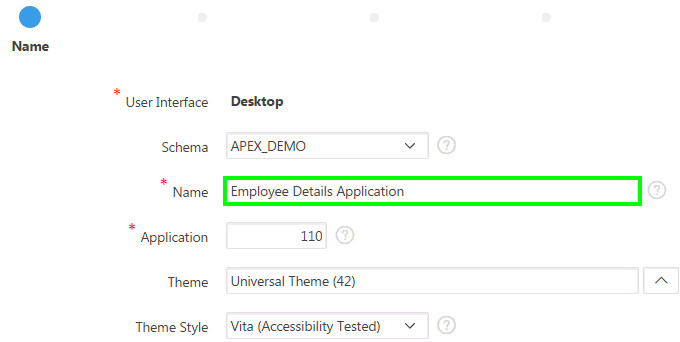 Name
* User Interface Desktop
Schema APEX_DEMO ?
* Name Employee Details Application ?
* Application 110 ?
Theme Universal Theme (42)
Theme Style Vita (Accessibility Tested) ?